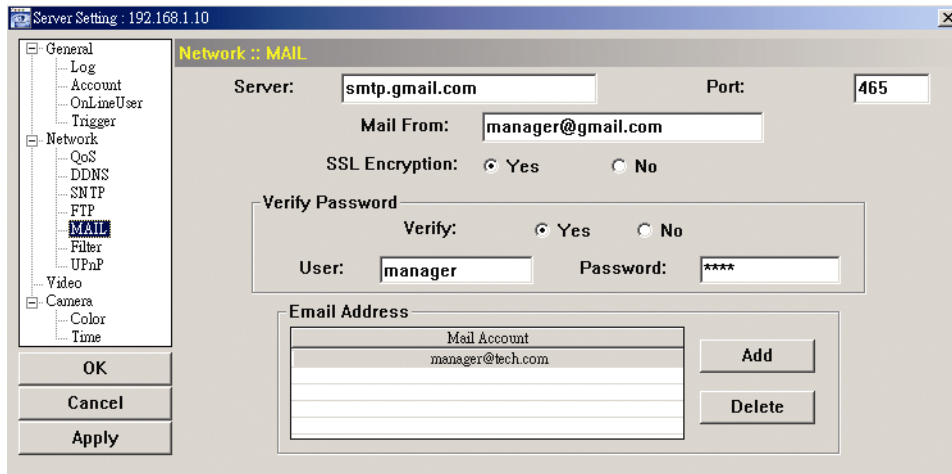 Server Setting : 192.168.1.10
General
Log
Account
OnLineUser
Trigger
Network
QoS
DDNS
SNTP
FTP
MAIL
Filter
UPnP
Video
Camera
Color
Time
OK
Cancel
Apply
Network :: MAIL
Server: smtp.gmail.com Port: 465
Mail From: manager@gmail.com
SSL Encryption: Yes No
Verify Password
Verify: Yes No
User: manager Password: ****
Email Address
Mail Account
manager@tech.com
Add
Delete